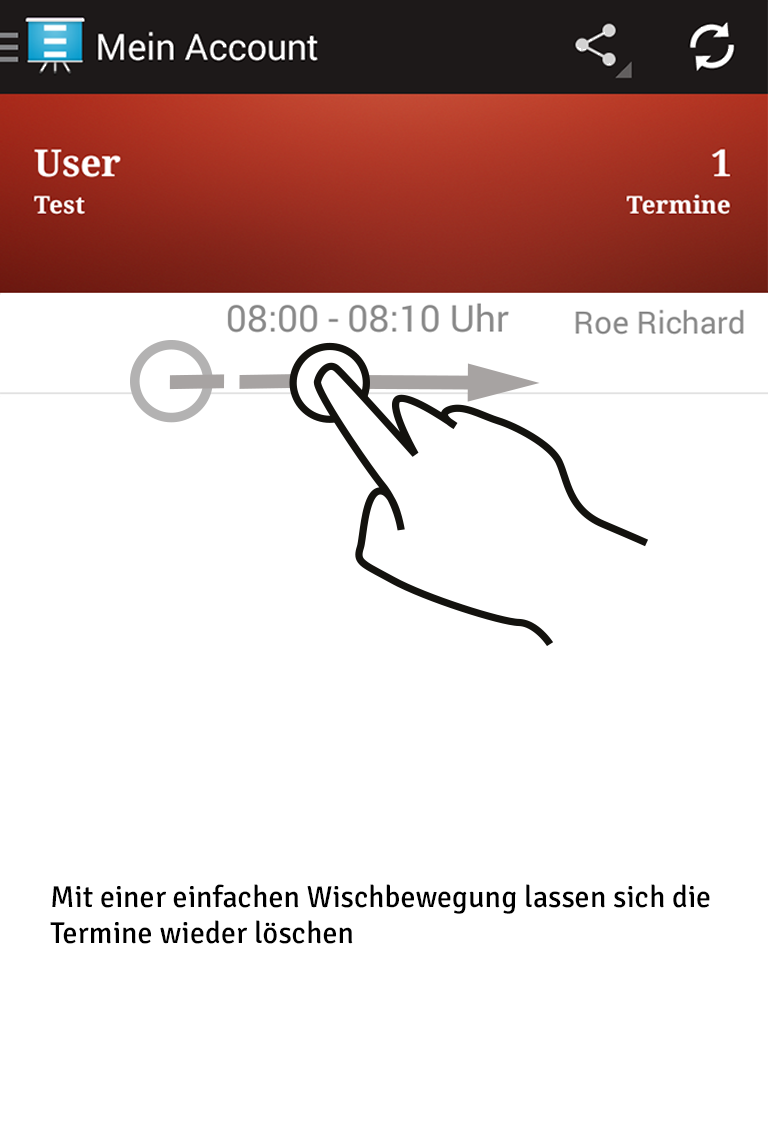 Mein Account
User 1
Test Termine
08:00 - 08:10 Uhr Roe Richard
Mit einer einfachen Wischbewegung lassen sich die
Termine wieder löschen